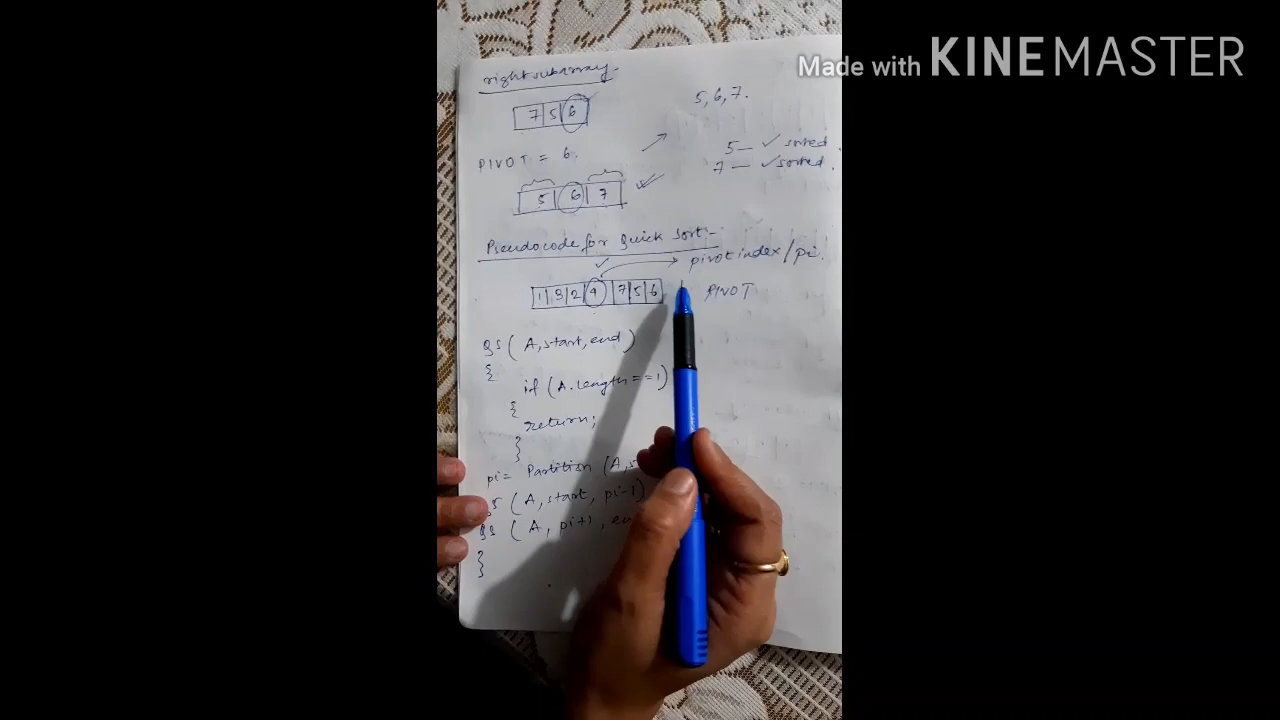 Made with KINEMASTER
right subarray.
7 5 6
5, 6, 7.
PIVOT = 6.
5 — ✓ sorted
7 — ✓ sorted.
5 6 7
Pseudocode for Quick Sort:-
pivot index / pi.
1 3 2 4 7 5 6
PIVOT
QS ( A, start, end )
{
if ( A.length == 1 )
{
return;
}
pi = Partition ( A, s
QS ( A, start, pi-1 )
QS ( A, pi+1, en
}